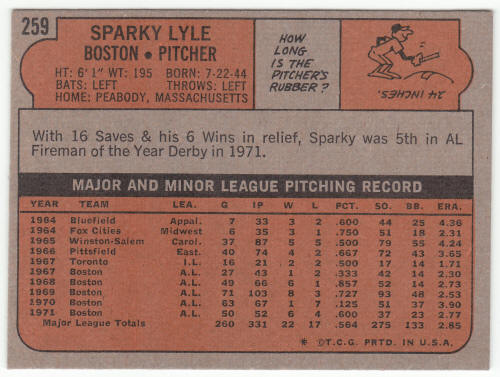 259
SPARKY LYLE
BOSTON • PITCHER
HT: 6' 1" WT: 195 BORN: 7-22-44
BATS: LEFT THROWS: LEFT
HOME: PEABODY, MASSACHUSETTS
HOW
LONG
IS THE
PITCHER'S
RUBBER?
24 INCHES.
With 16 Saves & his 6 Wins in relief, Sparky was 5th in AL
Fireman of the Year Derby in 1971.
MAJOR AND MINOR LEAGUE PITCHING RECORD
YEAR TEAM LEA. G IP W L PCT. SO. BB. ERA.
1964 Bluefield Appal. 7 33 3 2 .600 44 25 4.36
1964 Fox Cities Midwest 6 35 3 1 .750 51 18 2.31
1965 Winston-Salem Carol. 37 87 5 5 .500 79 55 4.24
1966 Pittsfield East. 40 74 4 2 .667 72 43 3.65
1967 Toronto I.L. 16 21 2 2 .500 17 14 1.71
1967 Boston A.L. 27 43 1 2 .333 42 14 2.30
1968 Boston A.L. 49 66 6 1 .857 52 14 2.73
1969 Boston A.L. 71 103 8 3 .727 93 48 2.53
1970 Boston A.L. 63 67 1 7 .125 51 37 3.90
1971 Boston A.L. 50 52 6 4 .600 37 23 2.77
Major League Totals 260 331 22 17 .564 275 133 2.85
* ©T.C.G. PRTD. IN U.S.A.